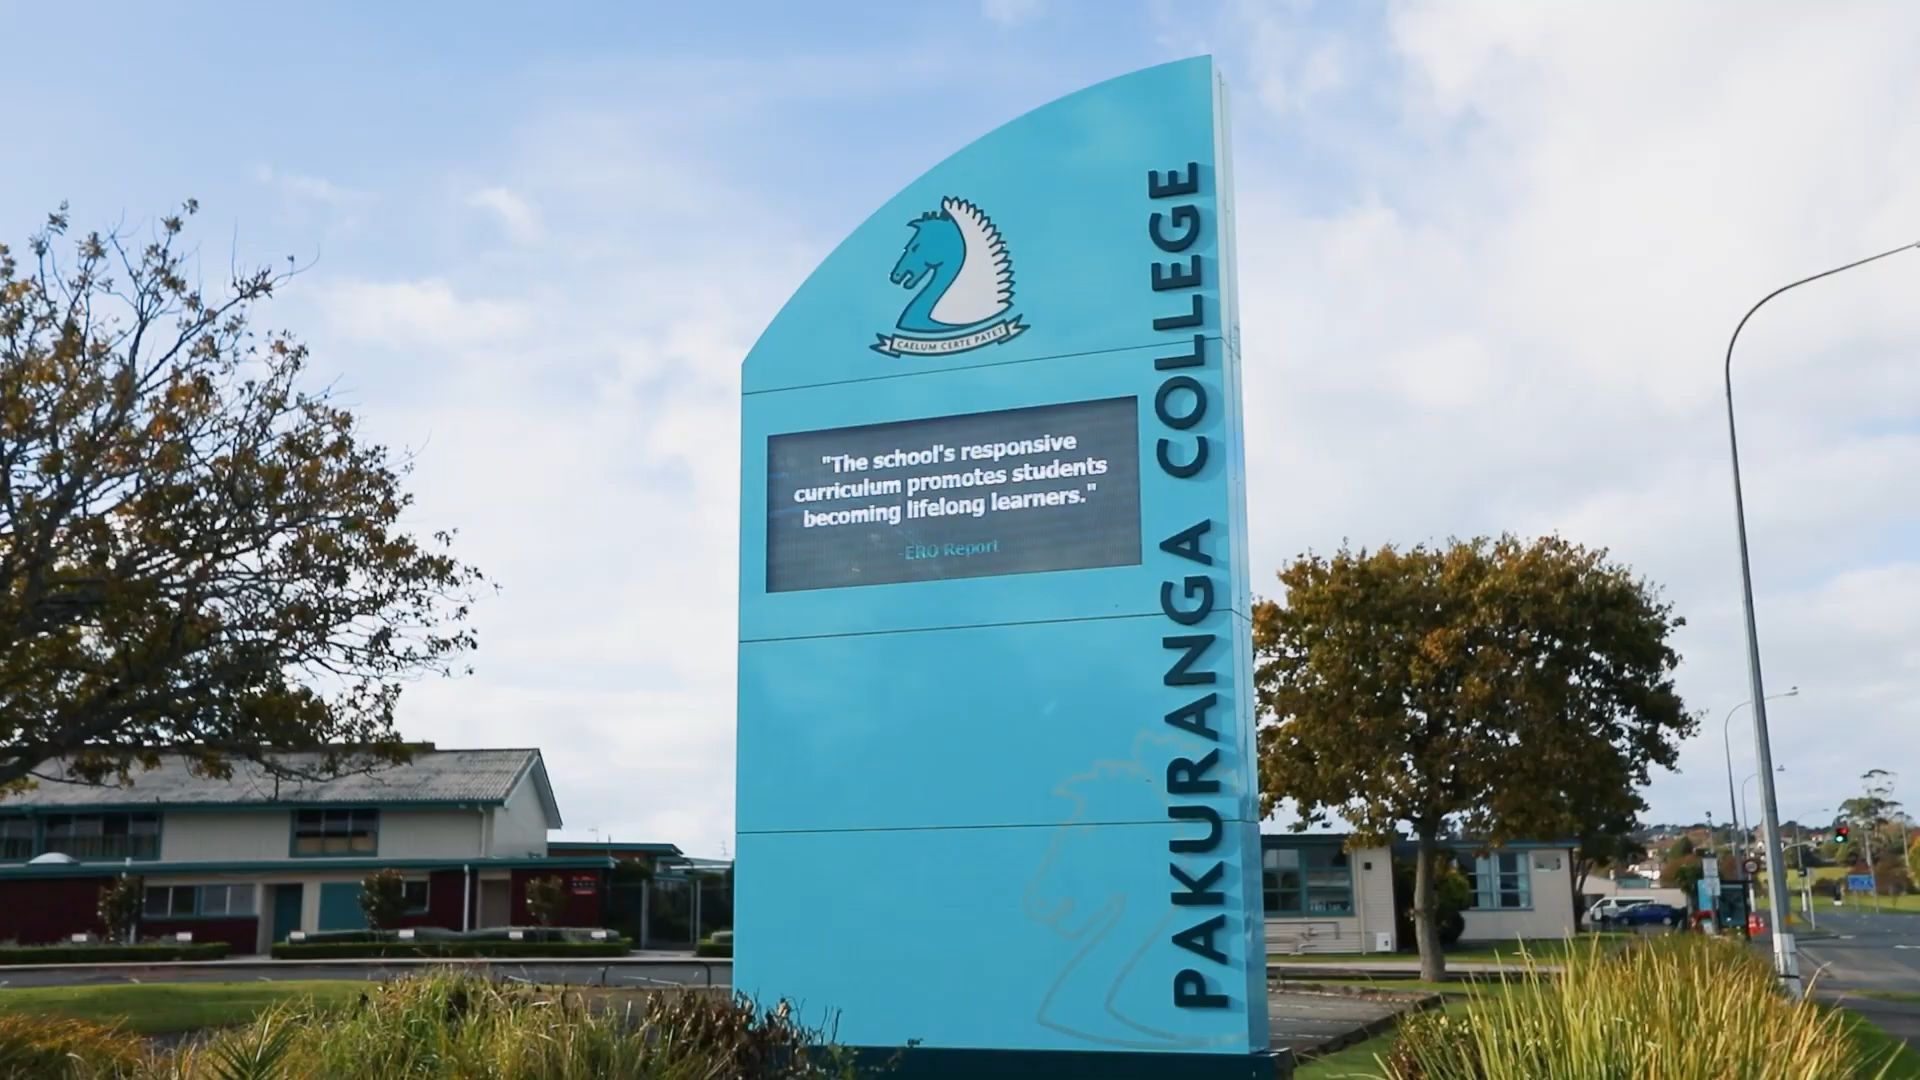 CAELUM CERTE PATET
"The school's responsive
curriculum promotes students
becoming lifelong learners."
-ERO Report
PAKURANGA COLLEGE